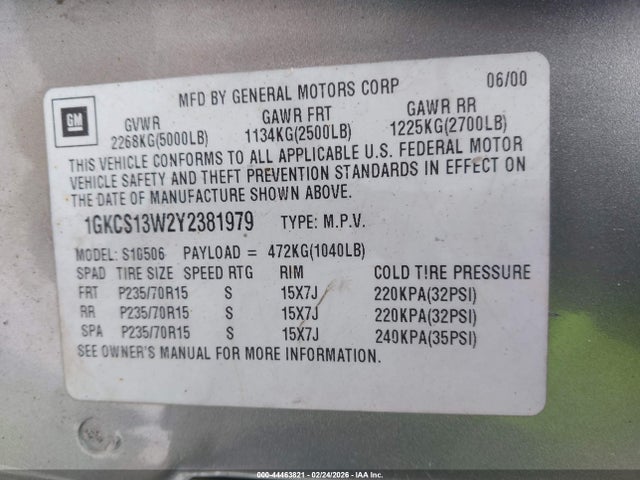 MFD BY GENERAL MOTORS CORP 06/00
GM
GVWR GAWR FRT GAWR RR
2268KG(5000LB) 1134KG(2500LB) 1225KG(2700LB)
THIS VEHICLE CONFORMS TO ALL APPLICABLE U.S. FEDERAL MOTOR
VEHICLE SAFETY AND THEFT PREVENTION STANDARDS IN EFFECT ON
THE DATE OF MANUFACTURE SHOWN ABOVE.
1GKCS13W2Y2381979 TYPE: M.P.V.
MODEL: S10506 PAYLOAD = 472KG(1040LB)
SPAD TIRE SIZE SPEED RTG RIM COLD TIRE PRESSURE
FRT P235/70R15 S 15X7J 220KPA(32PSI)
RR P235/70R15 S 15X7J 220KPA(32PSI)
SPA P235/70R15 S 15X7J 240KPA(35PSI)
SEE OWNER'S MANUAL FOR MORE INFORMATION.
000-44463821 - 02/24/2026 - IAA Inc.